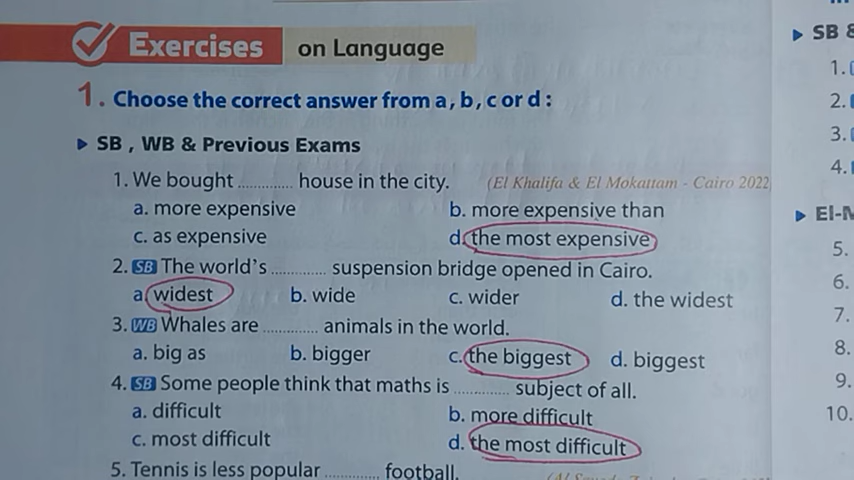 Exercises on Language
1. Choose the correct answer from a, b, c or d :
SB , WB & Previous Exams
1. We bought ............. house in the city. (El Khalifa & El Mokattam - Cairo 2022
a. more expensive b. more expensive than
c. as expensive d. the most expensive
2. SB The world's ............. suspension bridge opened in Cairo.
a widest b. wide c. wider d. the widest
3. WB Whales are ............. animals in the world.
a. big as b. bigger c. the biggest d. biggest
4. SB Some people think that maths is ............. subject of all.
a. difficult b. more difficult
c. most difficult d. the most difficult
5. Tennis is less popular ............. football.
SB &
1.
2.
3.
4.
El-M
5.
6.
7.
8.
9.
10.